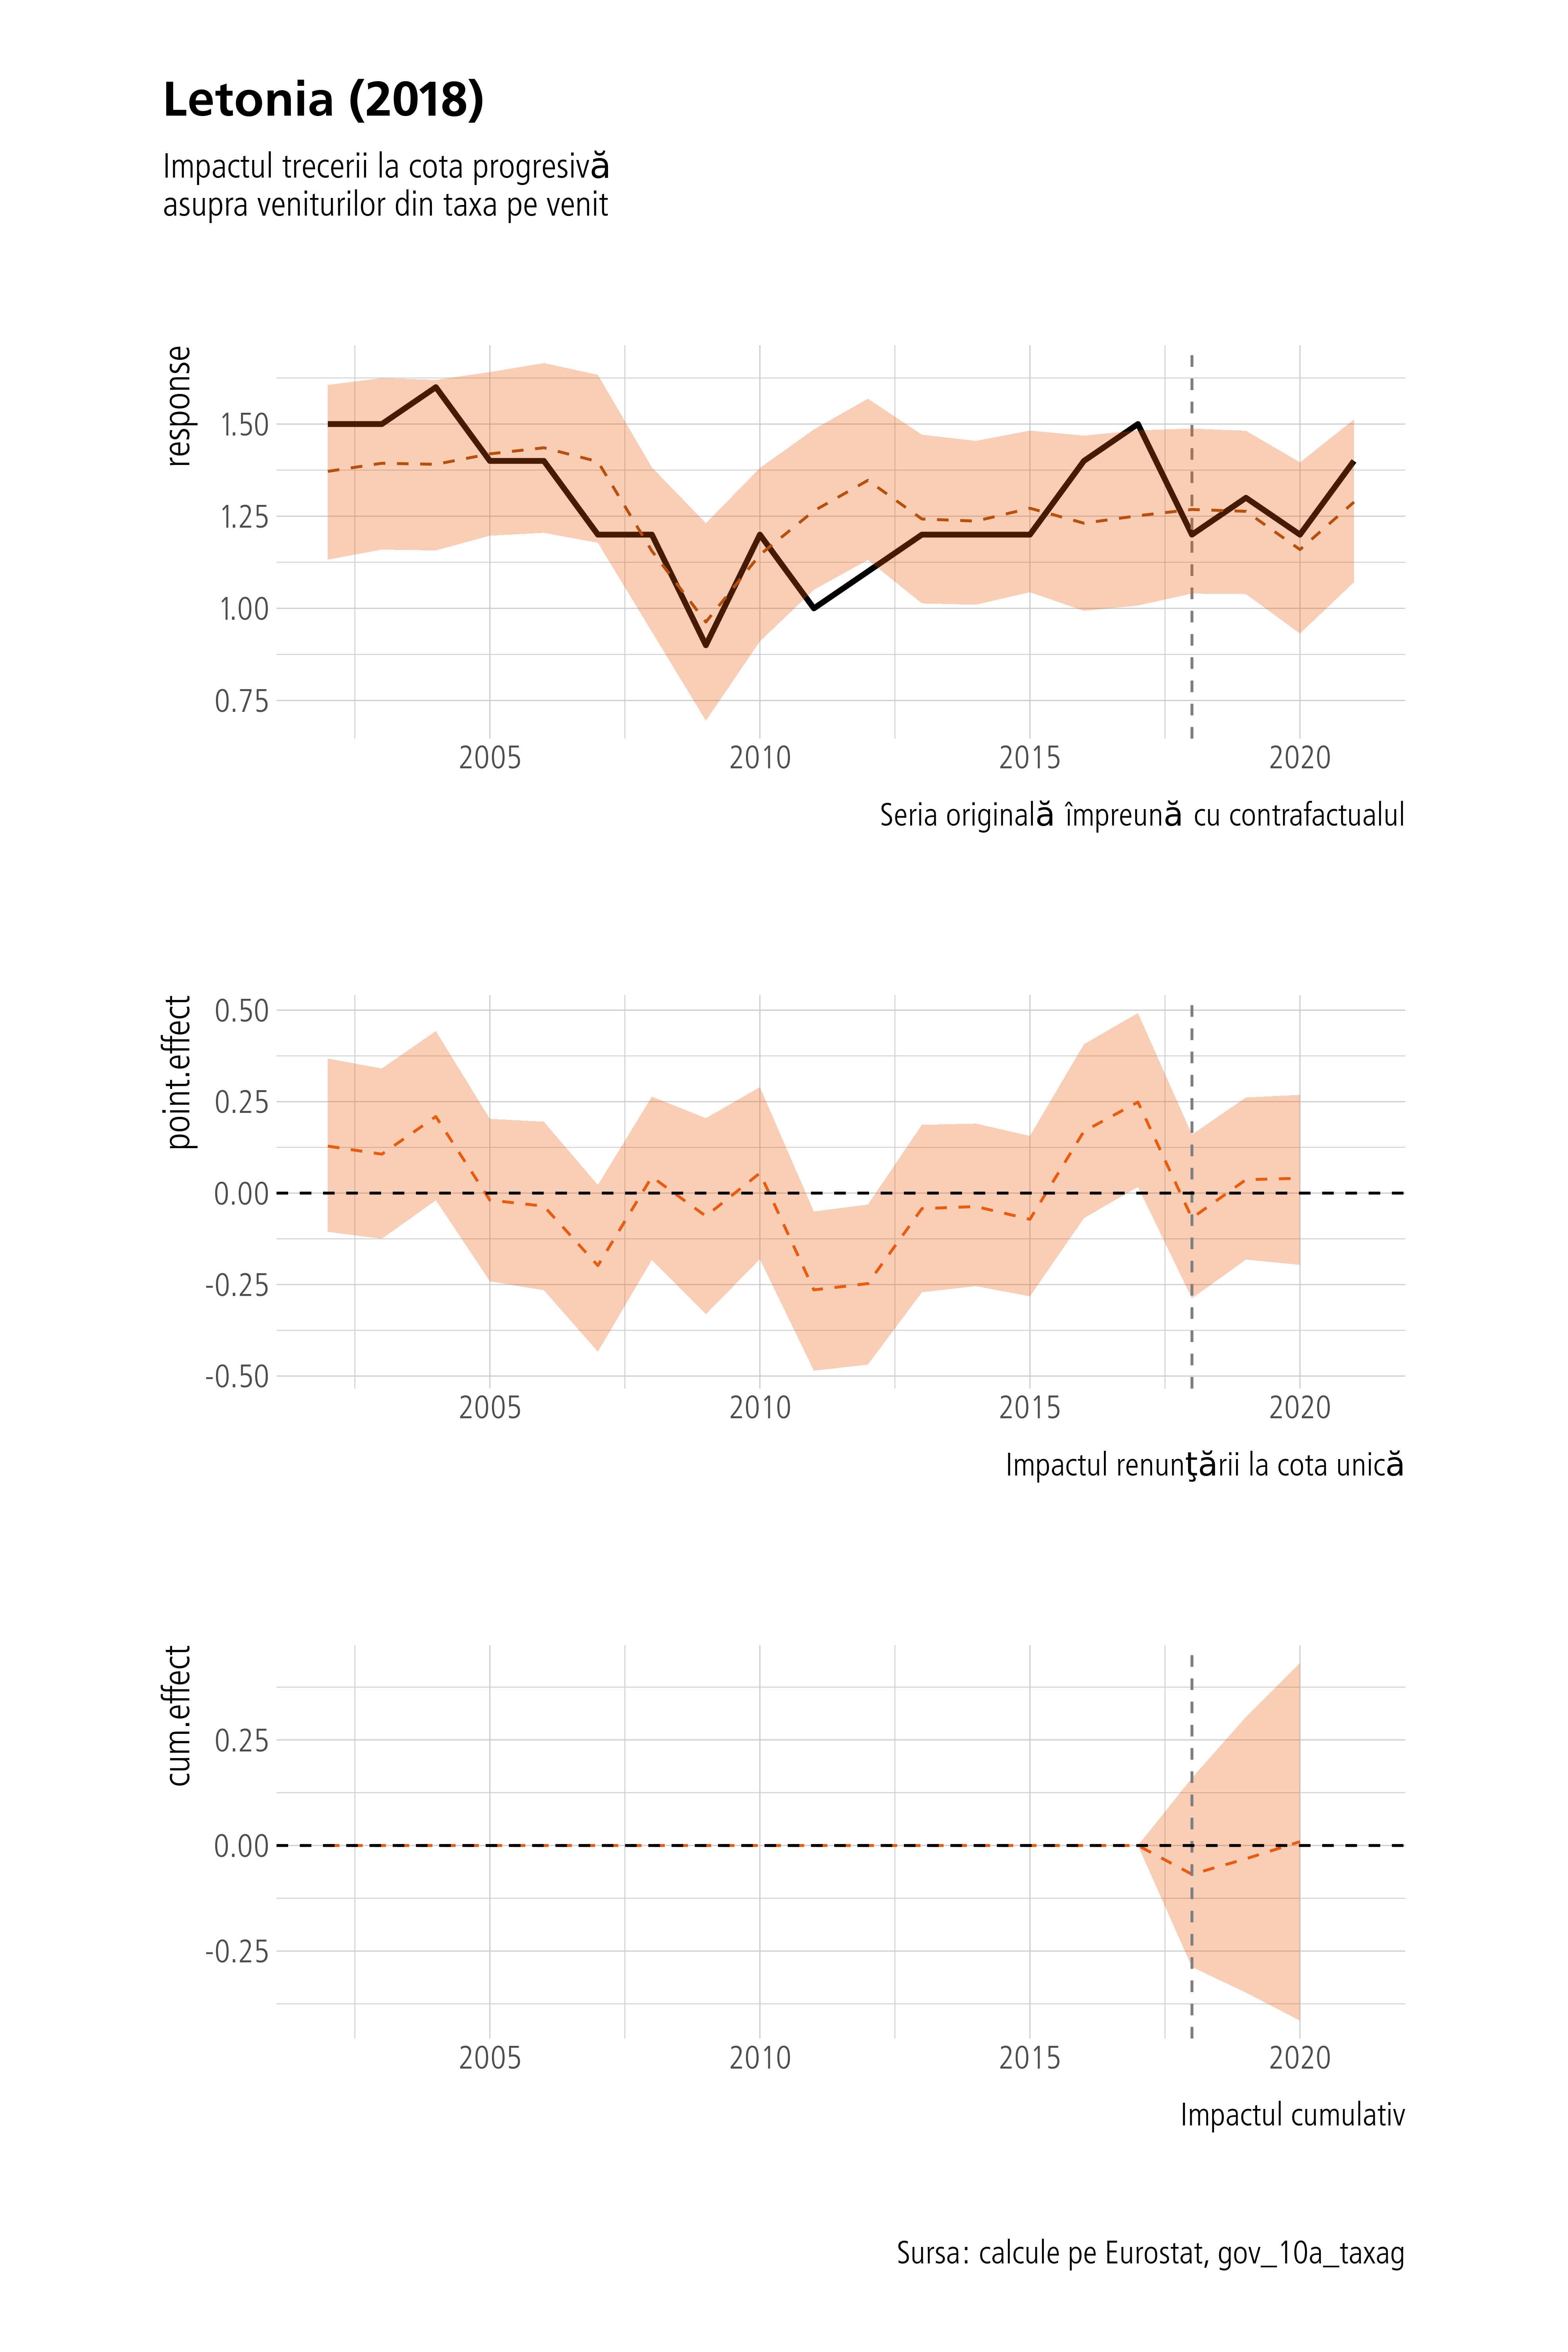 Letonia (2018)
Impactul trecerii la cota progresivă
asupra veniturilor din taxa pe venit
response
1.50
1.25
1.00
0.75
2005 2010 2015 2020
Seria originală împreună cu contrafactualul
point.effect
0.50
0.25
0.00
-0.25
-0.50
2005 2010 2015 2020
Impactul renunţării la cota unică
cum.effect
0.25
0.00
-0.25
2005 2010 2015 2020
Impactul cumulativ
Sursa: calcule pe Eurostat, gov_10a_taxag